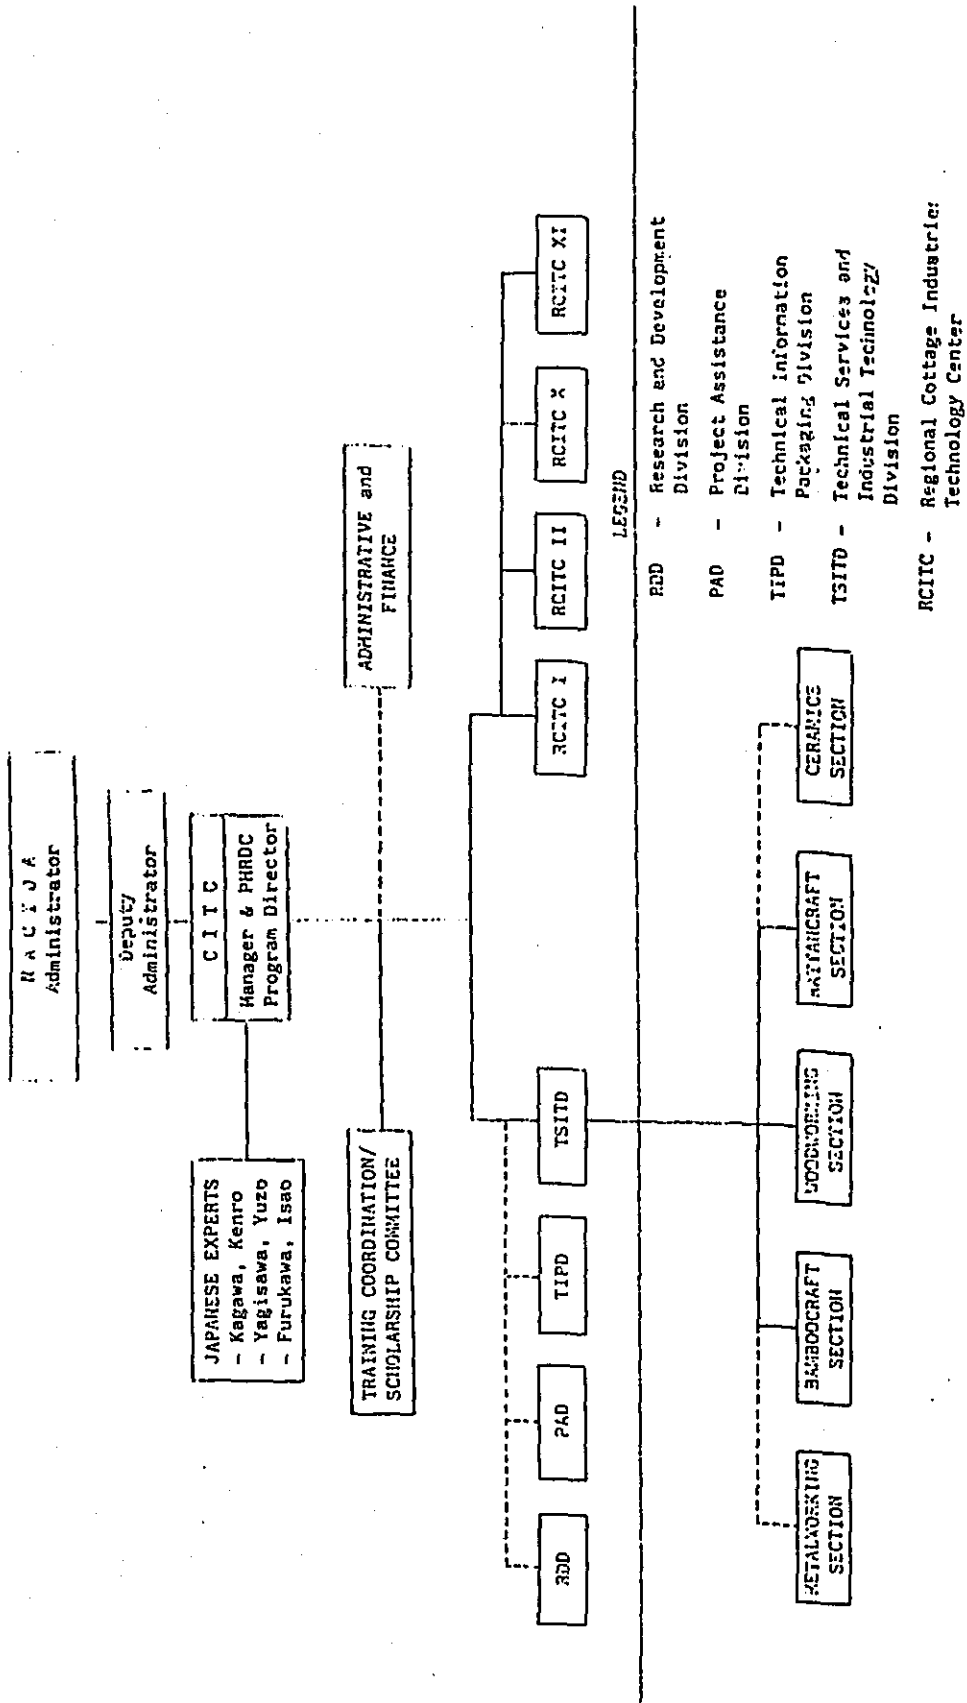 N A C I D A
Administrator
Deputy
Administrator
C I T C
Manager & PHRDC
Program Director
JAPANESE EXPERTS
- Kagawa, Kenro
- Yagisawa, Yuzo
- Furukawa, Isao
TRAINING COORDINATION/
SCHOLARSHIP COMMITTEE
ADMINISTRATIVE and
FINANCE
RDD
PAD
TIPD
TSITD
RCITC I
RCITC II
RCITC X
RCITC XI
LEGEND
RDD - Research and Development
Division
PAD - Project Assistance
Division
TIPD - Technical Information
Packaging Division
TSITD - Technical Services and
Industrial Technology
Division
RCITC - Regional Cottage Industries
Technology Center
METALWORKING
SECTION
BAMBOOCRAFT
SECTION
WOODWORKING
SECTION
RATTANCRAFT
SECTION
CERAMICS
SECTION